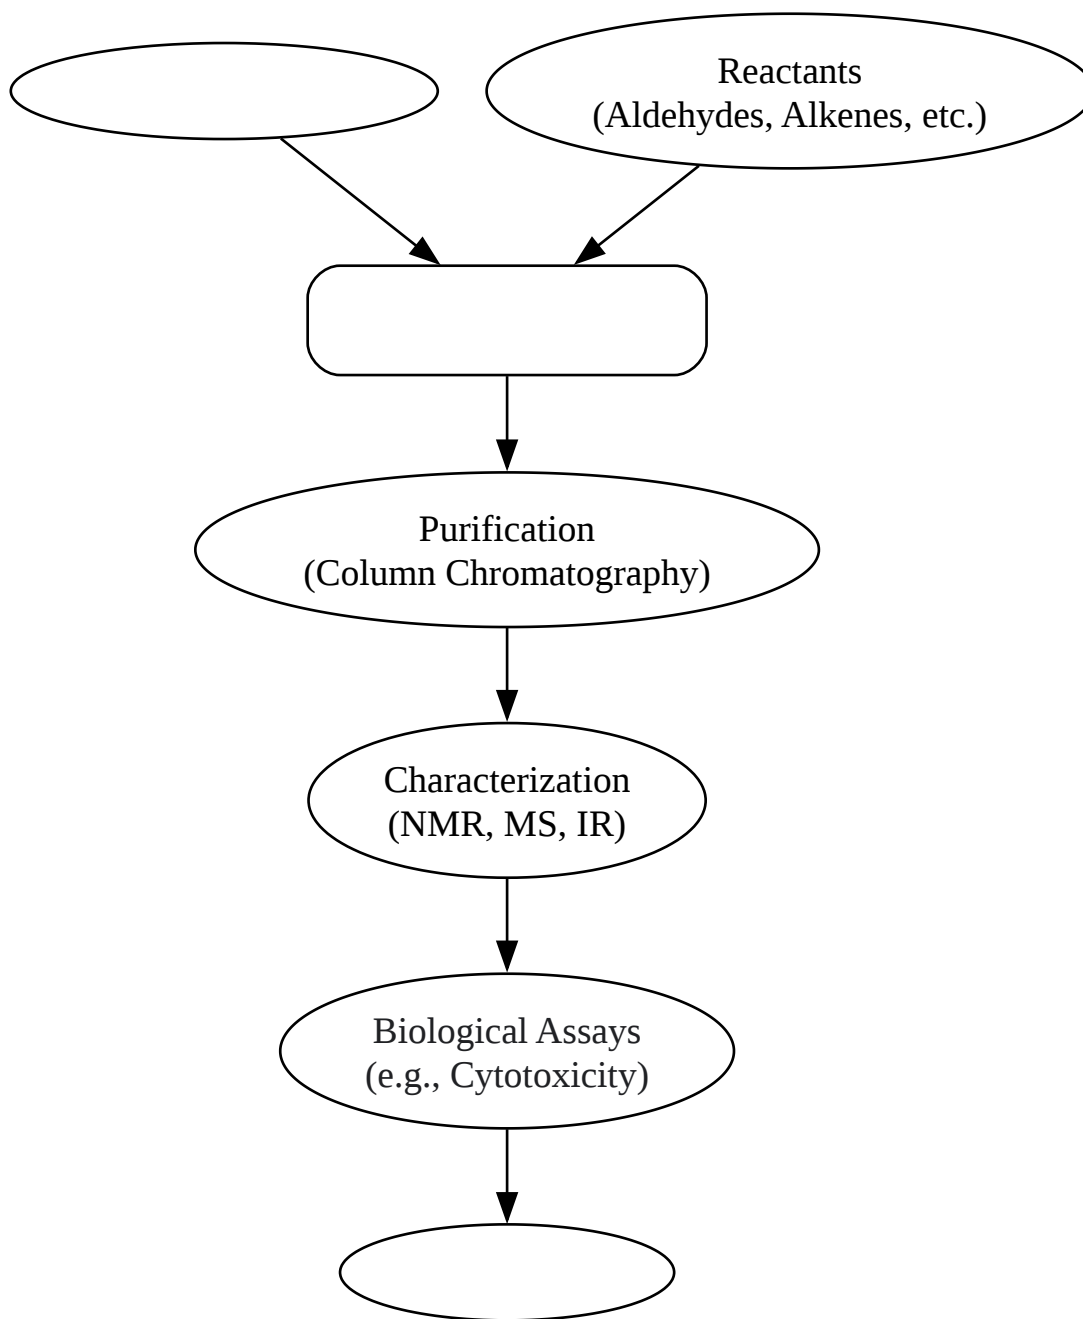 Reactants
(Aldehydes, Alkenes, etc.)
Purification
(Column Chromatography)
Characterization
(NMR, MS, IR)
Biological Assays
(e.g., Cytotoxicity)